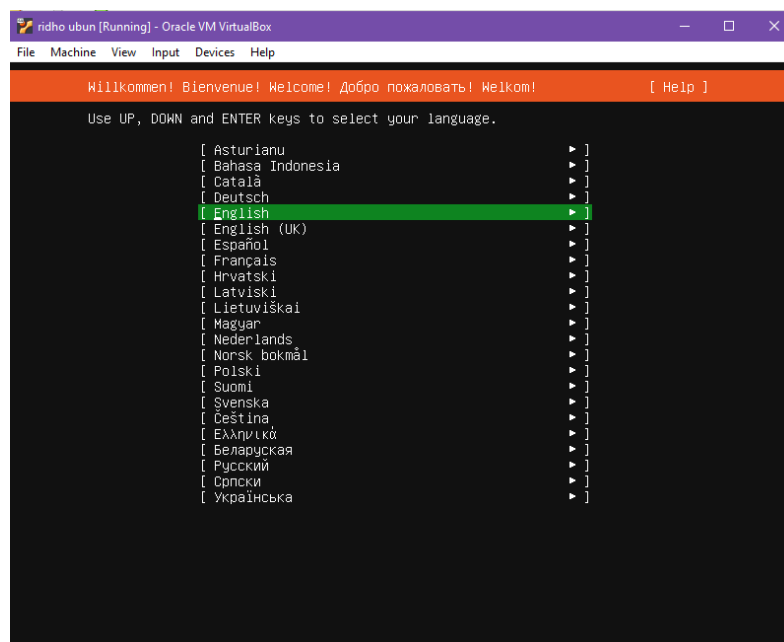 ridho ubun [Running] - Oracle VM VirtualBox
File Machine View Input Devices Help
Willkommen! Bienvenue! Welcome! Добро пожаловать! Welkom! [ Help ]
Use UP, DOWN and ENTER keys to select your language.
[ Asturianu ► ]
[ Bahasa Indonesia ► ]
[ Català ► ]
[ Deutsch ► ]
[ English ► ]
[ English (UK) ► ]
[ Español ► ]
[ Français ► ]
[ Hrvatski ► ]
[ Latviski ► ]
[ Lietuviškai ► ]
[ Magyar ► ]
[ Nederlands ► ]
[ Norsk bokmål ► ]
[ Polski ► ]
[ Suomi ► ]
[ Svenska ► ]
[ Čeština ► ]
[ Ελληνικά ► ]
[ Беларуская ► ]
[ Русский ► ]
[ Српски ► ]
[ Українська ► ]